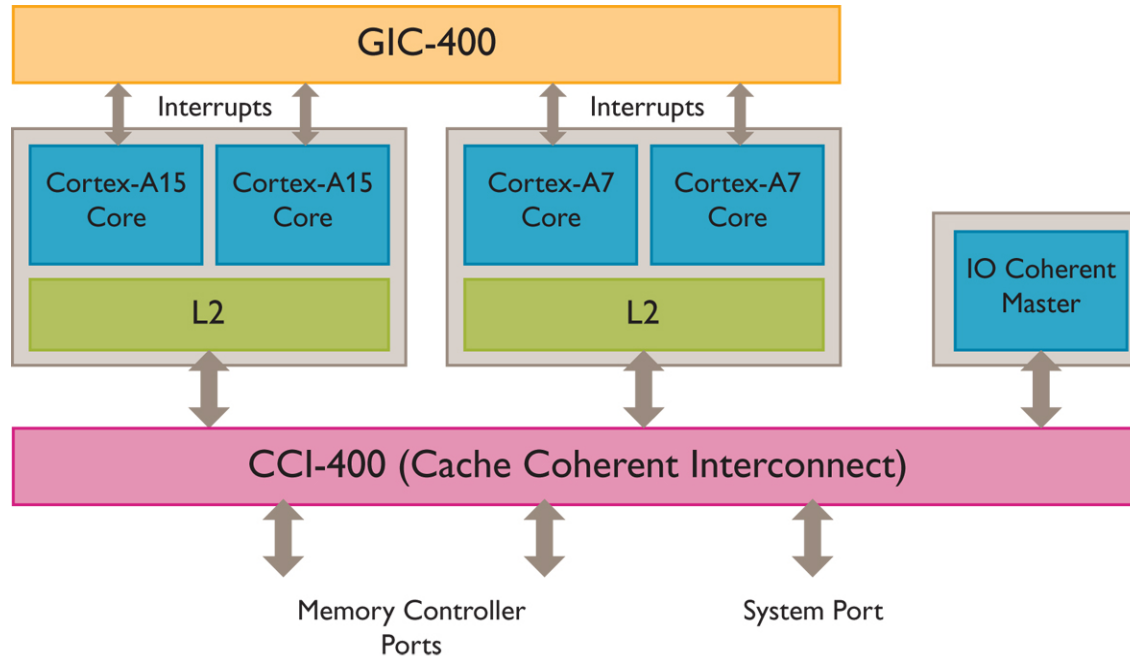 GIC-400
Interrupts
Interrupts
Cortex-A15
Core
Cortex-A15
Core
Cortex-A7
Core
Cortex-A7
Core
L2
L2
IO Coherent
Master
CCI-400 (Cache Coherent Interconnect)
Memory Controller
Ports
System Port